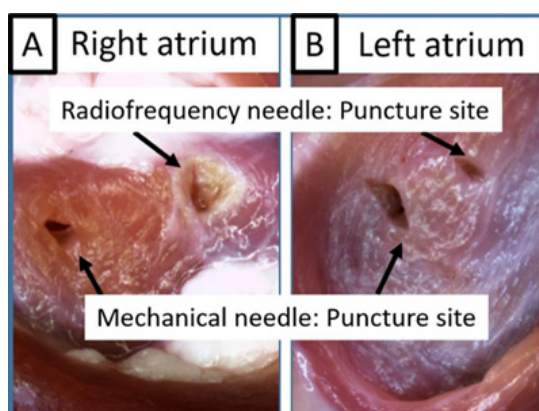 A Right atrium
B Left atrium
Radiofrequency needle: Puncture site
Mechanical needle: Puncture site